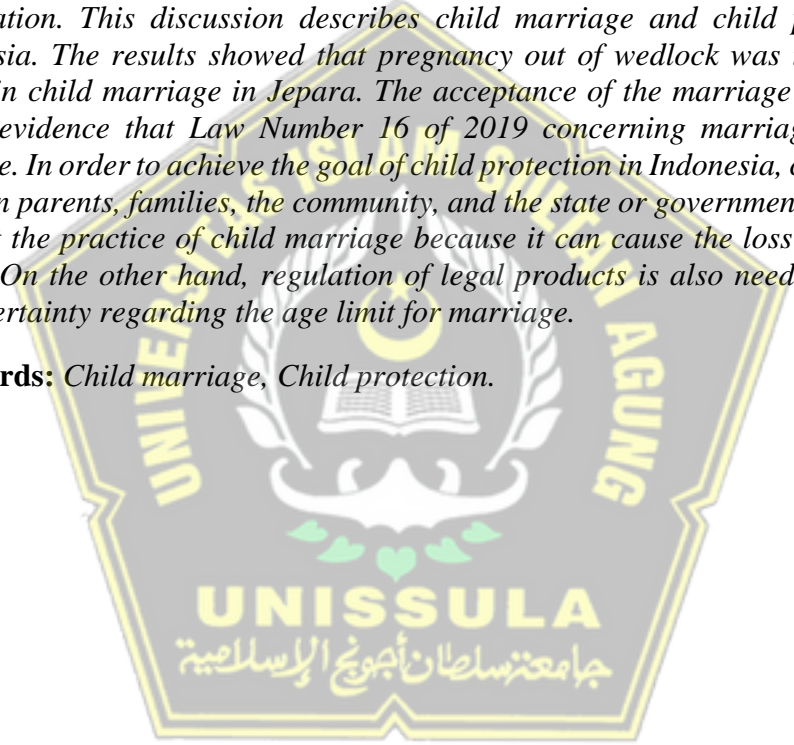 ation. This discussion describes child marriage and child p
sia. The results showed that pregnancy out of wedlock was
in child marriage in Jepara. The acceptance of the marriage
evidence that Law Number 16 of 2019 concerning marriag
e. In order to achieve the goal of child protection in Indonesia, c
n parents, families, the community, and the state or government
t the practice of child marriage because it can cause the loss
On the other hand, regulation of legal products is also need
ertainty regarding the age limit for marriage.
rds: Child marriage, Child protection.
UNIVERSITAS ISLAM SULTAN AGUNG
UNISSULA
جامعة سلطان أجونج الإسلامية